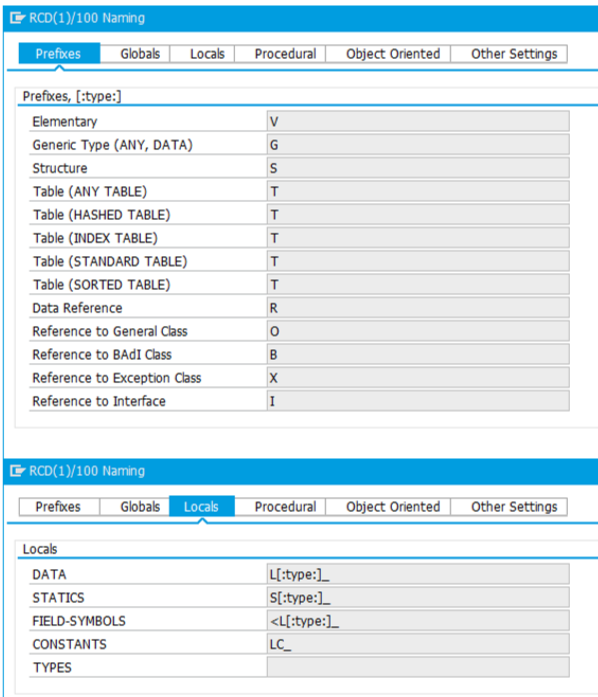 RCD(1)/100 Naming
Prefixes Globals Locals Procedural Object Oriented Other Settings
Prefixes, [:type:]
Elementary V
Generic Type (ANY, DATA) G
Structure S
Table (ANY TABLE) T
Table (HASHED TABLE) T
Table (INDEX TABLE) T
Table (STANDARD TABLE) T
Table (SORTED TABLE) T
Data Reference R
Reference to General Class O
Reference to BAdI Class B
Reference to Exception Class X
Reference to Interface I
RCD(1)/100 Naming
Prefixes Globals Locals Procedural Object Oriented Other Settings
Locals
DATA L[:type:]_
STATICS S[:type:]_
FIELD-SYMBOLS <L[:type:]_
CONSTANTS LC_
TYPES